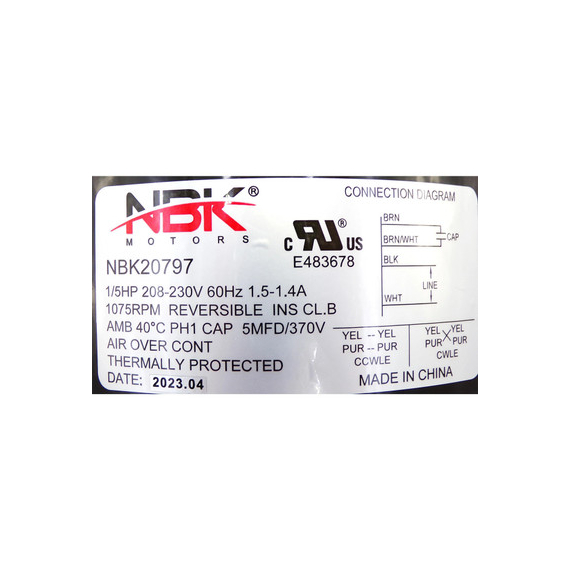 NBK®
MOTORS
NBK20797
1/5HP 208-230V 60Hz 1.5-1.4A
1075RPM REVERSIBLE INS CL.B
AMB 40°C PH1 CAP 5MFD/370V
AIR OVER CONT
THERMALLY PROTECTED
DATE: 2023.04
C RU® US
E483678
CONNECTION DIAGRAM
BRN
BRN/WHT CAP
BLK
LINE
WHT
YEL -- YEL
PUR -- PUR
CCWLE
YEL YEL
PUR PUR
CWLE
MADE IN CHINA